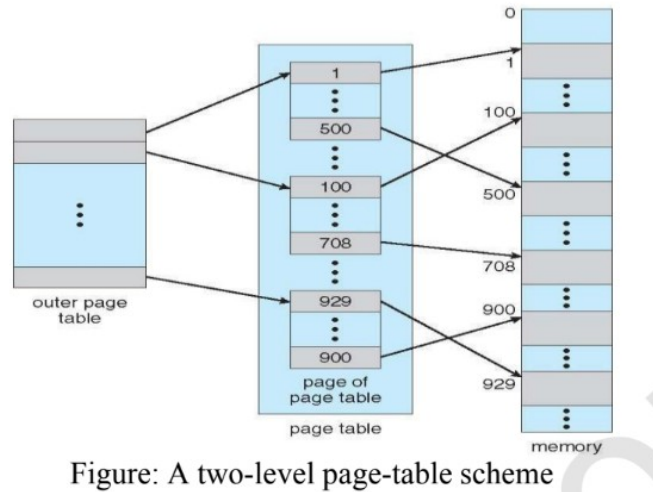 0
1
1
500
100
708
929
900
100
500
708
900
929
outer page
table
page of
page table
page table
memory
Figure: A two-level page-table scheme